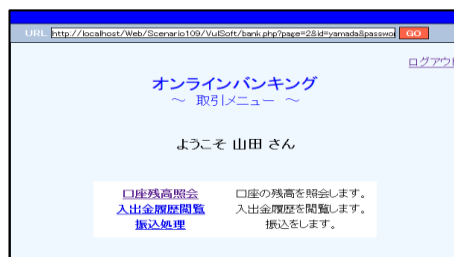 URL http://localhost/Web/Scenario109/VulSoft/bank.php?page=2&id=yamada&passwo GO
ログアウト
オンラインバンキング
～ 取引メニュー ～
ようこそ 山田 さん
口座残高照会 口座の残高を照会します。
入出金履歴閲覧 入出金履歴を閲覧します。
振込処理 振込をします。